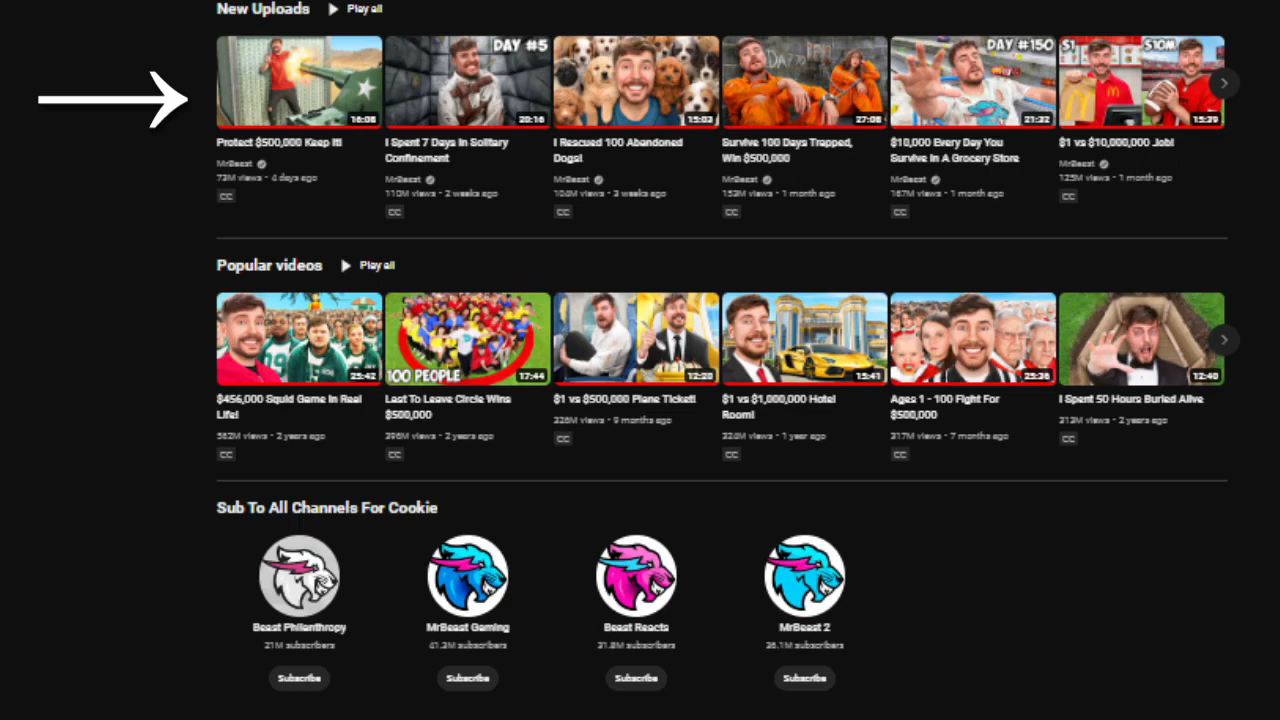 New Uploads Play all
DAY #5
DAY #150
$1 $10M
16:08 20:16 15:03 27:08 21:32 15:39
Protect $500,000 Keep It! I Spent 7 Days In Solitary I Rescued 100 Abandoned Survive 100 Days Trapped, $10,000 Every Day You $1 vs $10,000,000 Job!
Confinement Dogs! Win $500,000 Survive In A Grocery Store
MrBeast MrBeast MrBeast MrBeast MrBeast MrBeast
73M views • 4 days ago 110M views • 2 weeks ago 104M views • 3 weeks ago 153M views • 1 month ago 167M views • 1 month ago 125M views • 1 month ago
CC CC CC CC CC CC
Popular videos Play all
100 PEOPLE
25:42 17:44 12:20 15:41 25:36 12:40
$456,000 Squid Game In Real Last To Leave Circle Wins $1 vs $500,000 Plane Ticket! $1 vs $1,000,000 Hotel Ages 1 - 100 Fight For I Spent 50 Hours Buried Alive
Life! $500,000 Room! $500,000
582M views • 2 years ago 396M views • 2 years ago 326M views • 9 months ago 324M views • 1 year ago 317M views • 7 months ago 313M views • 2 years ago
CC CC CC CC CC CC
Sub To All Channels For Cookie
Beast Philanthropy MrBeast Gaming Beast Reacts MrBeast 2
21M subscribers 41.3M subscribers 31.8M subscribers 36.1M subscribers
Subscribe Subscribe Subscribe Subscribe